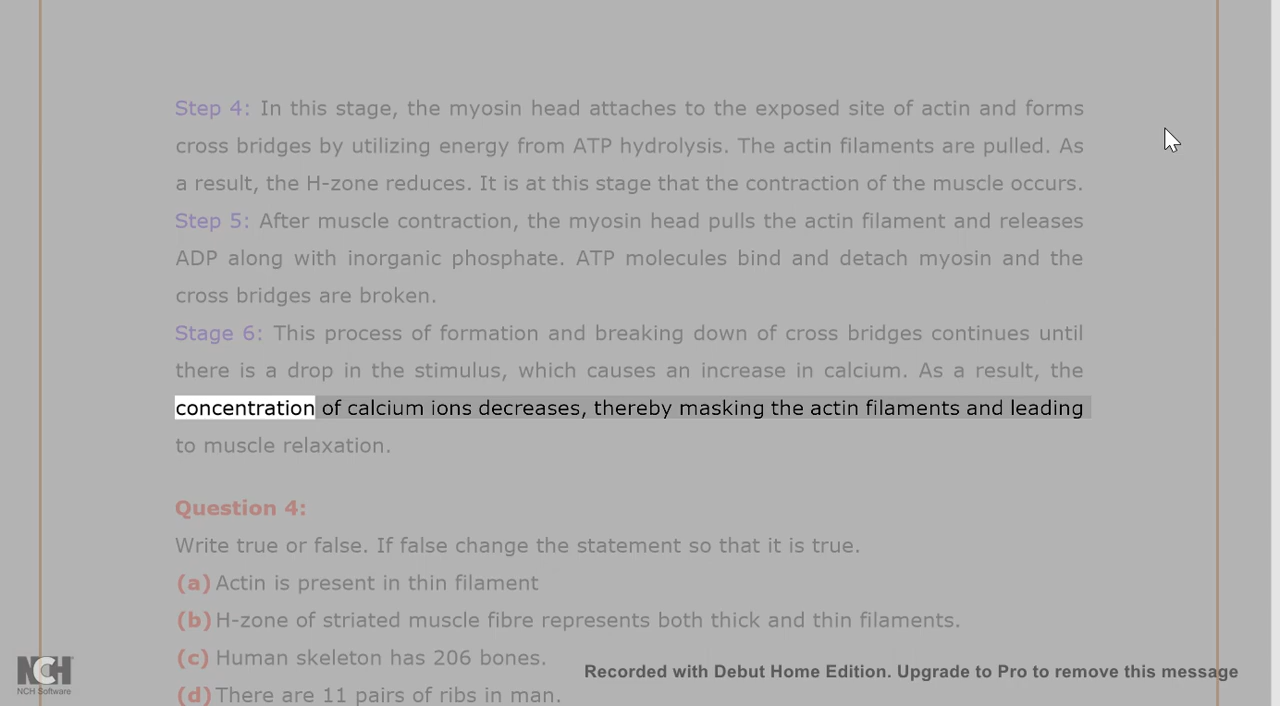 Step 4: In this stage, the myosin head attaches to the exposed site of actin and forms
cross bridges by utilizing energy from ATP hydrolysis. The actin filaments are pulled. As
a result, the H-zone reduces. It is at this stage that the contraction of the muscle occurs.
Step 5: After muscle contraction, the myosin head pulls the actin filament and releases
ADP along with inorganic phosphate. ATP molecules bind and detach myosin and the
cross bridges are broken.
Stage 6: This process of formation and breaking down of cross bridges continues until
there is a drop in the stimulus, which causes an increase in calcium. As a result, the
concentration of calcium ions decreases, thereby masking the actin filaments and leading
to muscle relaxation.
Question 4:
Write true or false. If false change the statement so that it is true.
(a) Actin is present in thin filament
(b) H-zone of striated muscle fibre represents both thick and thin filaments.
(c) Human skeleton has 206 bones.
(d) There are 11 pairs of ribs in man.
NCH
NCH Software
Recorded with Debut Home Edition. Upgrade to Pro to remove this message